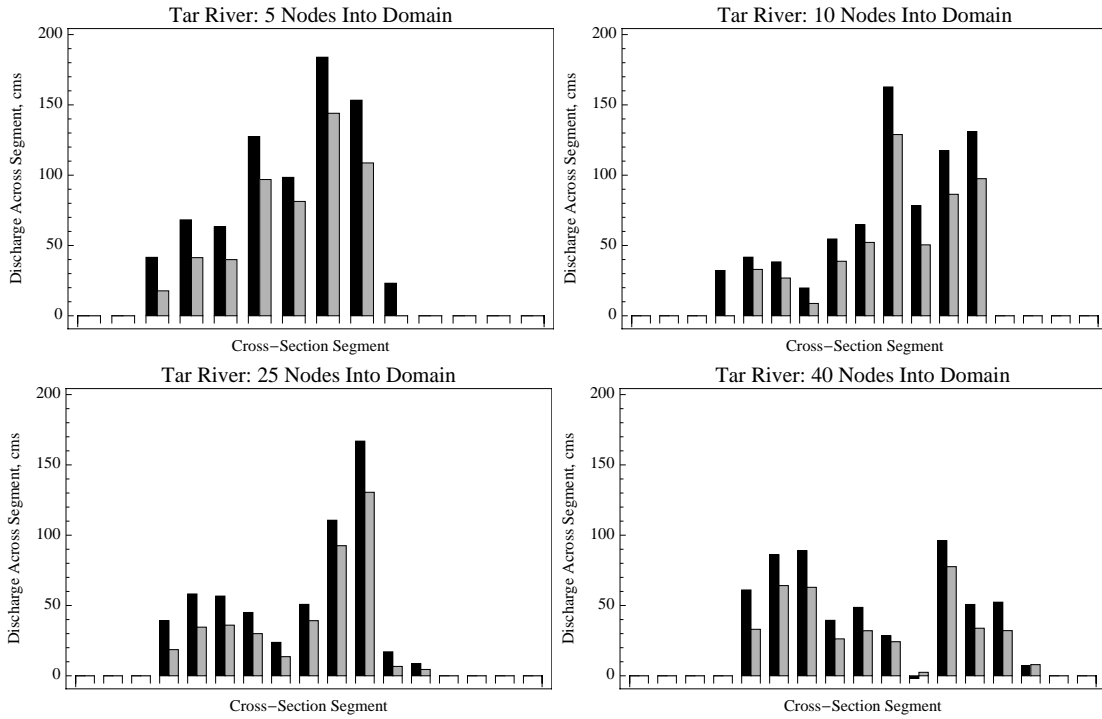 Tar River: 5 Nodes Into Domain
200
150
100
50
0
Discharge Across Segment, cms
Cross−Section Segment
Tar River: 10 Nodes Into Domain
200
150
100
50
0
Discharge Across Segment, cms
Cross−Section Segment
Tar River: 25 Nodes Into Domain
200
150
100
50
0
Discharge Across Segment, cms
Cross−Section Segment
Tar River: 40 Nodes Into Domain
200
150
100
50
0
Discharge Across Segment, cms
Cross−Section Segment